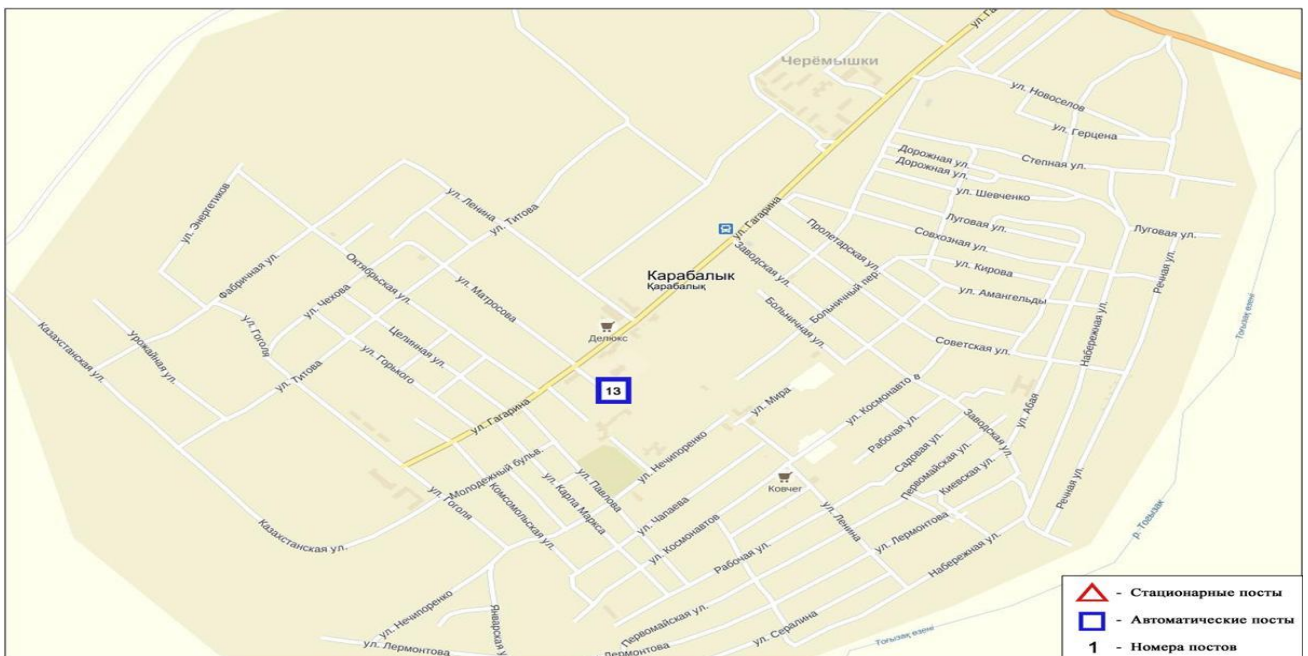 ул. Га
Черёмышки
ул. Новоселов
ул. Герцена
Дорожная ул.
Дорожная ул.
Степная ул.
ул. Энергетиков
ул. Ленина
ул. Титова
ул. Шевченко
Луговая ул.
Луговая ул.
ул. Гагарина
Пролетарская ул.
Совхозная ул.
Заводская ул.
Фабричная ул.
Октябрьская ул.
ул. Кирова
Речная ул.
Карабалык
Қарабалық
Больничный пер.
ул. Амангельды
ул. Чехова
ул. Матросова
Больничная ул.
Набережная ул.
Тоғызақ өзені
Казахстанская ул.
Урожайная ул.
ул. Гоголя
Целинная ул.
Делюкс
Советская ул.
ул. Титова
ул. Горького
13
ул. Мира
ул. Космонавто в
ул. Гагарина
Рабочая ул.
Заводская ул.
ул. Абая
Садовая ул.
ул. Нечипоренко
Первомайская ул.
Киевская ул.
Молодежный бульв.
ул. Павлова
Ковчег
Речная ул.
ул. Гоголя
Комсомольская ул.
ул. Карла Маркса
ул. Чапаева
ул. Ленина
р. Тогызак
Казахстанская ул.
ул. Космонавтов
Рабочая ул.
ул. Лермонтова
Набережная ул.
ул. Нечипоренко
Январская у
Первомайская ул.
ул. Сералина
Тоғызақ өзені
ул. Лермонтова
- Стационарные посты
- Автоматические посты
1 - Номера постов